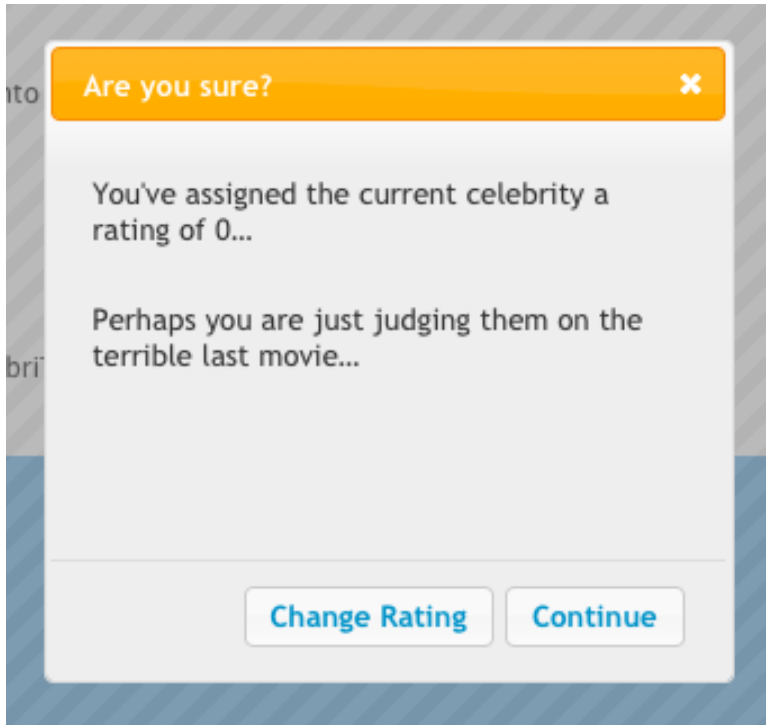 Are you sure?
nto
You've assigned the current celebrity a
rating of 0...
Perhaps you are just judging them on the
terrible last movie...
Change Rating
Continue